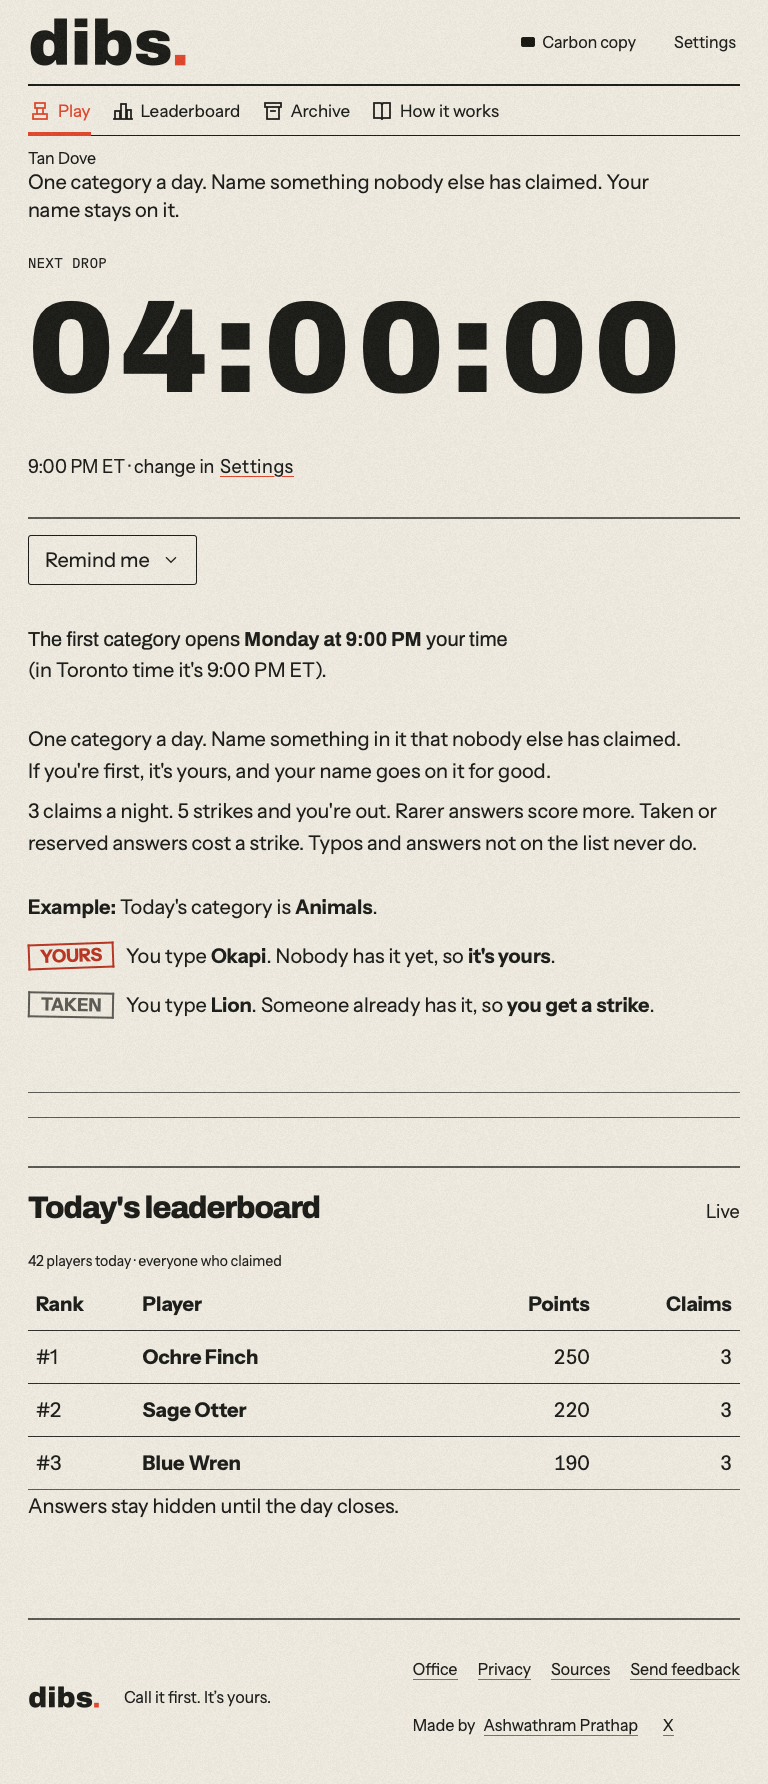 dibs.
Carbon copy
Settings
Play
Leaderboard
Archive
How it works
Tan Dove
One category a day. Name something nobody else has claimed. Your
name stays on it.
NEXT DROP
04:00:00
9:00 PM ET · change in Settings
Remind me
The first category opens Monday at 9:00 PM your time
(in Toronto time it's 9:00 PM ET).
One category a day. Name something in it that nobody else has claimed.
If you're first, it's yours, and your name goes on it for good.
3 claims a night. 5 strikes and you're out. Rarer answers score more. Taken or
reserved answers cost a strike. Typos and answers not on the list never do.
Example: Today's category is Animals.
YOURS You type Okapi. Nobody has it yet, so it's yours.
TAKEN You type Lion. Someone already has it, so you get a strike.
Today's leaderboard
Live
42 players today · everyone who claimed
Rank Player Points Claims
#1 Ochre Finch 250 3
#2 Sage Otter 220 3
#3 Blue Wren 190 3
Answers stay hidden until the day closes.
dibs. Call it first. It's yours.
Office Privacy Sources Send feedback
Made by Ashwathram Prathap X